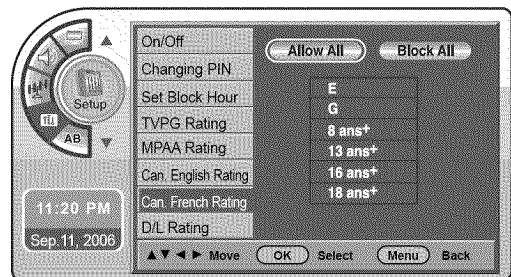 Setup
AB
11:20 PM
Sep.11, 2006
On/Off
Changing PIN
Set Block Hour
TVPG Rating
MPAA Rating
Can. English Rating
Can. French Rating
D/L Rating
Allow All
Block All
E
G
8 ans+
13 ans+
16 ans+
18 ans+
▲▼◄► Move OK Select Menu Back